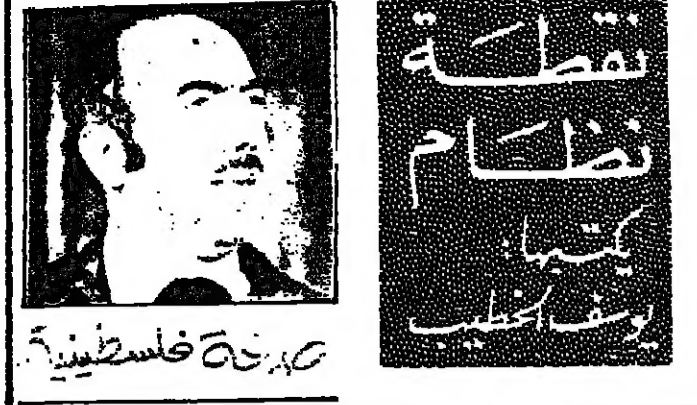 نقطة
نظام
يكتبها:
يوسف الخطيب
صرخة فلسطينية